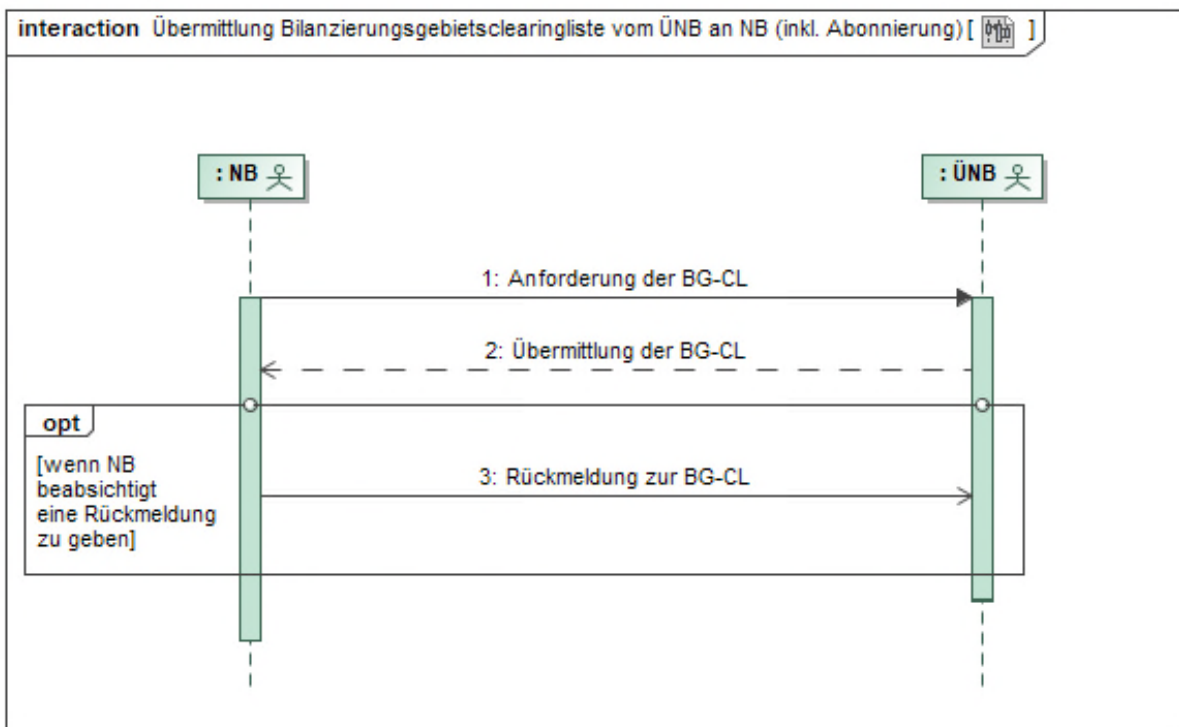 interaction Übermittlung Bilanzierungsgebietsclearingliste vom ÜNB an NB (inkl. Abonnierung) [ ]
: NB
: ÜNB
1: Anforderung der BG-CL
2: Übermittlung der BG-CL
opt
[wenn NB
beabsichtigt
eine Rückmeldung
zu geben]
3: Rückmeldung zur BG-CL